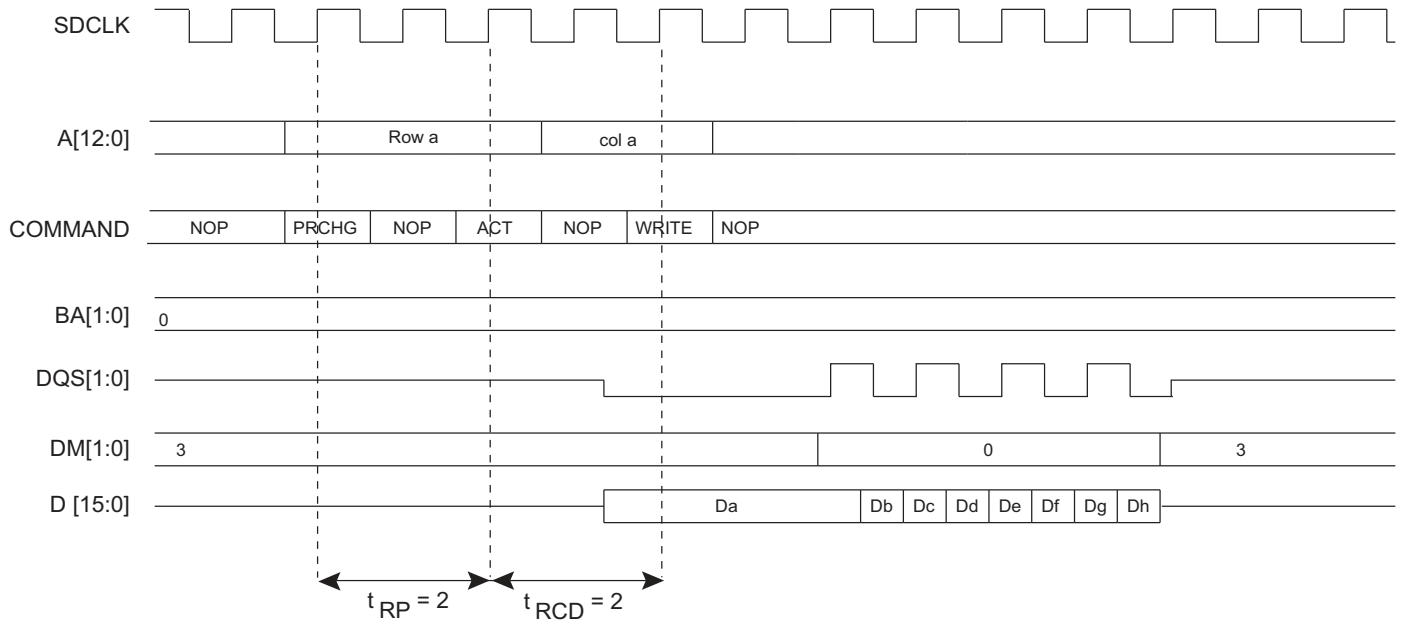 SDCLK
A[12:0] Row a col a
COMMAND NOP PRCHG NOP ACT NOP WRITE NOP
BA[1:0] 0
DQS[1:0]
DM[1:0] 3 0 3
D [15:0] Da Db Dc Dd De Df Dg Dh
t RP = 2 t RCD = 2